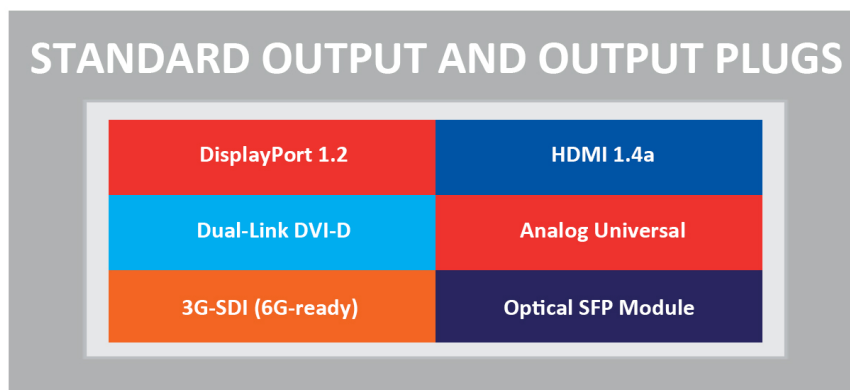 STANDARD OUTPUT AND OUTPUT PLUGS
DisplayPort 1.2
HDMI 1.4a
Dual-Link DVI-D
Analog Universal
3G-SDI (6G-ready)
Optical SFP Module